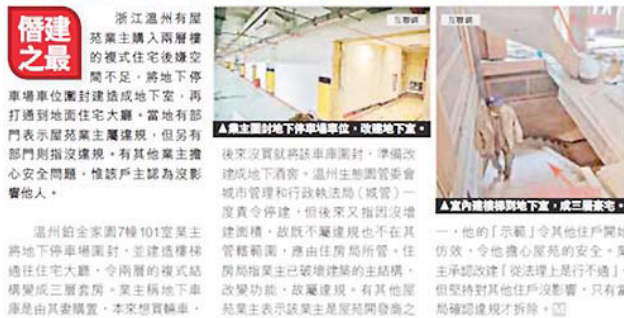 僭建
之最
浙江溫州有屋
苑業主購入兩層樓
的複式住宅後嫌空
間不足，將地下停
車場車位圍封建造成地下室，再
打通到地面住宅大廳。當地有部
門表示屋苑業主屬違規，但另有
部門則指沒違規。有其他業主擔
心安全問題，惟該戶主認為沒影
響他人。
溫州鉑金家園7幢101室業主
將地下停車場圍封，並建造樓梯
通往住宅大廳，令兩層的複式結
構變成三層套房。業主稱地下車
庫是由其妻購置，本來想買輛車，
互聯網
▲業主圍封地下停車場車位，改建地下室。
後來沒買就將該車庫圍封，準備改
建成地下酒窖。溫州生態園管委會
城市管理和行政執法局（城管）一
度責令停建，但後來又指因沒增
建面積，故既不屬違規也不在其
管轄範圍，應由住房局所管。住
房局指業主已破壞建築的主結構，
改變功能，故屬違規。有其他屋
苑業主表示該業主是屋苑開發商之
互聯網
▲室內建樓梯到地下室，成三層豪宅。
一，他的「示範」令其他住戶開始
仿效，令他擔心屋苑的安全。業
主承認改建「從法理上是行不通」，
但堅持對其他住戶沒影響，只有當
局確認違規才拆除。